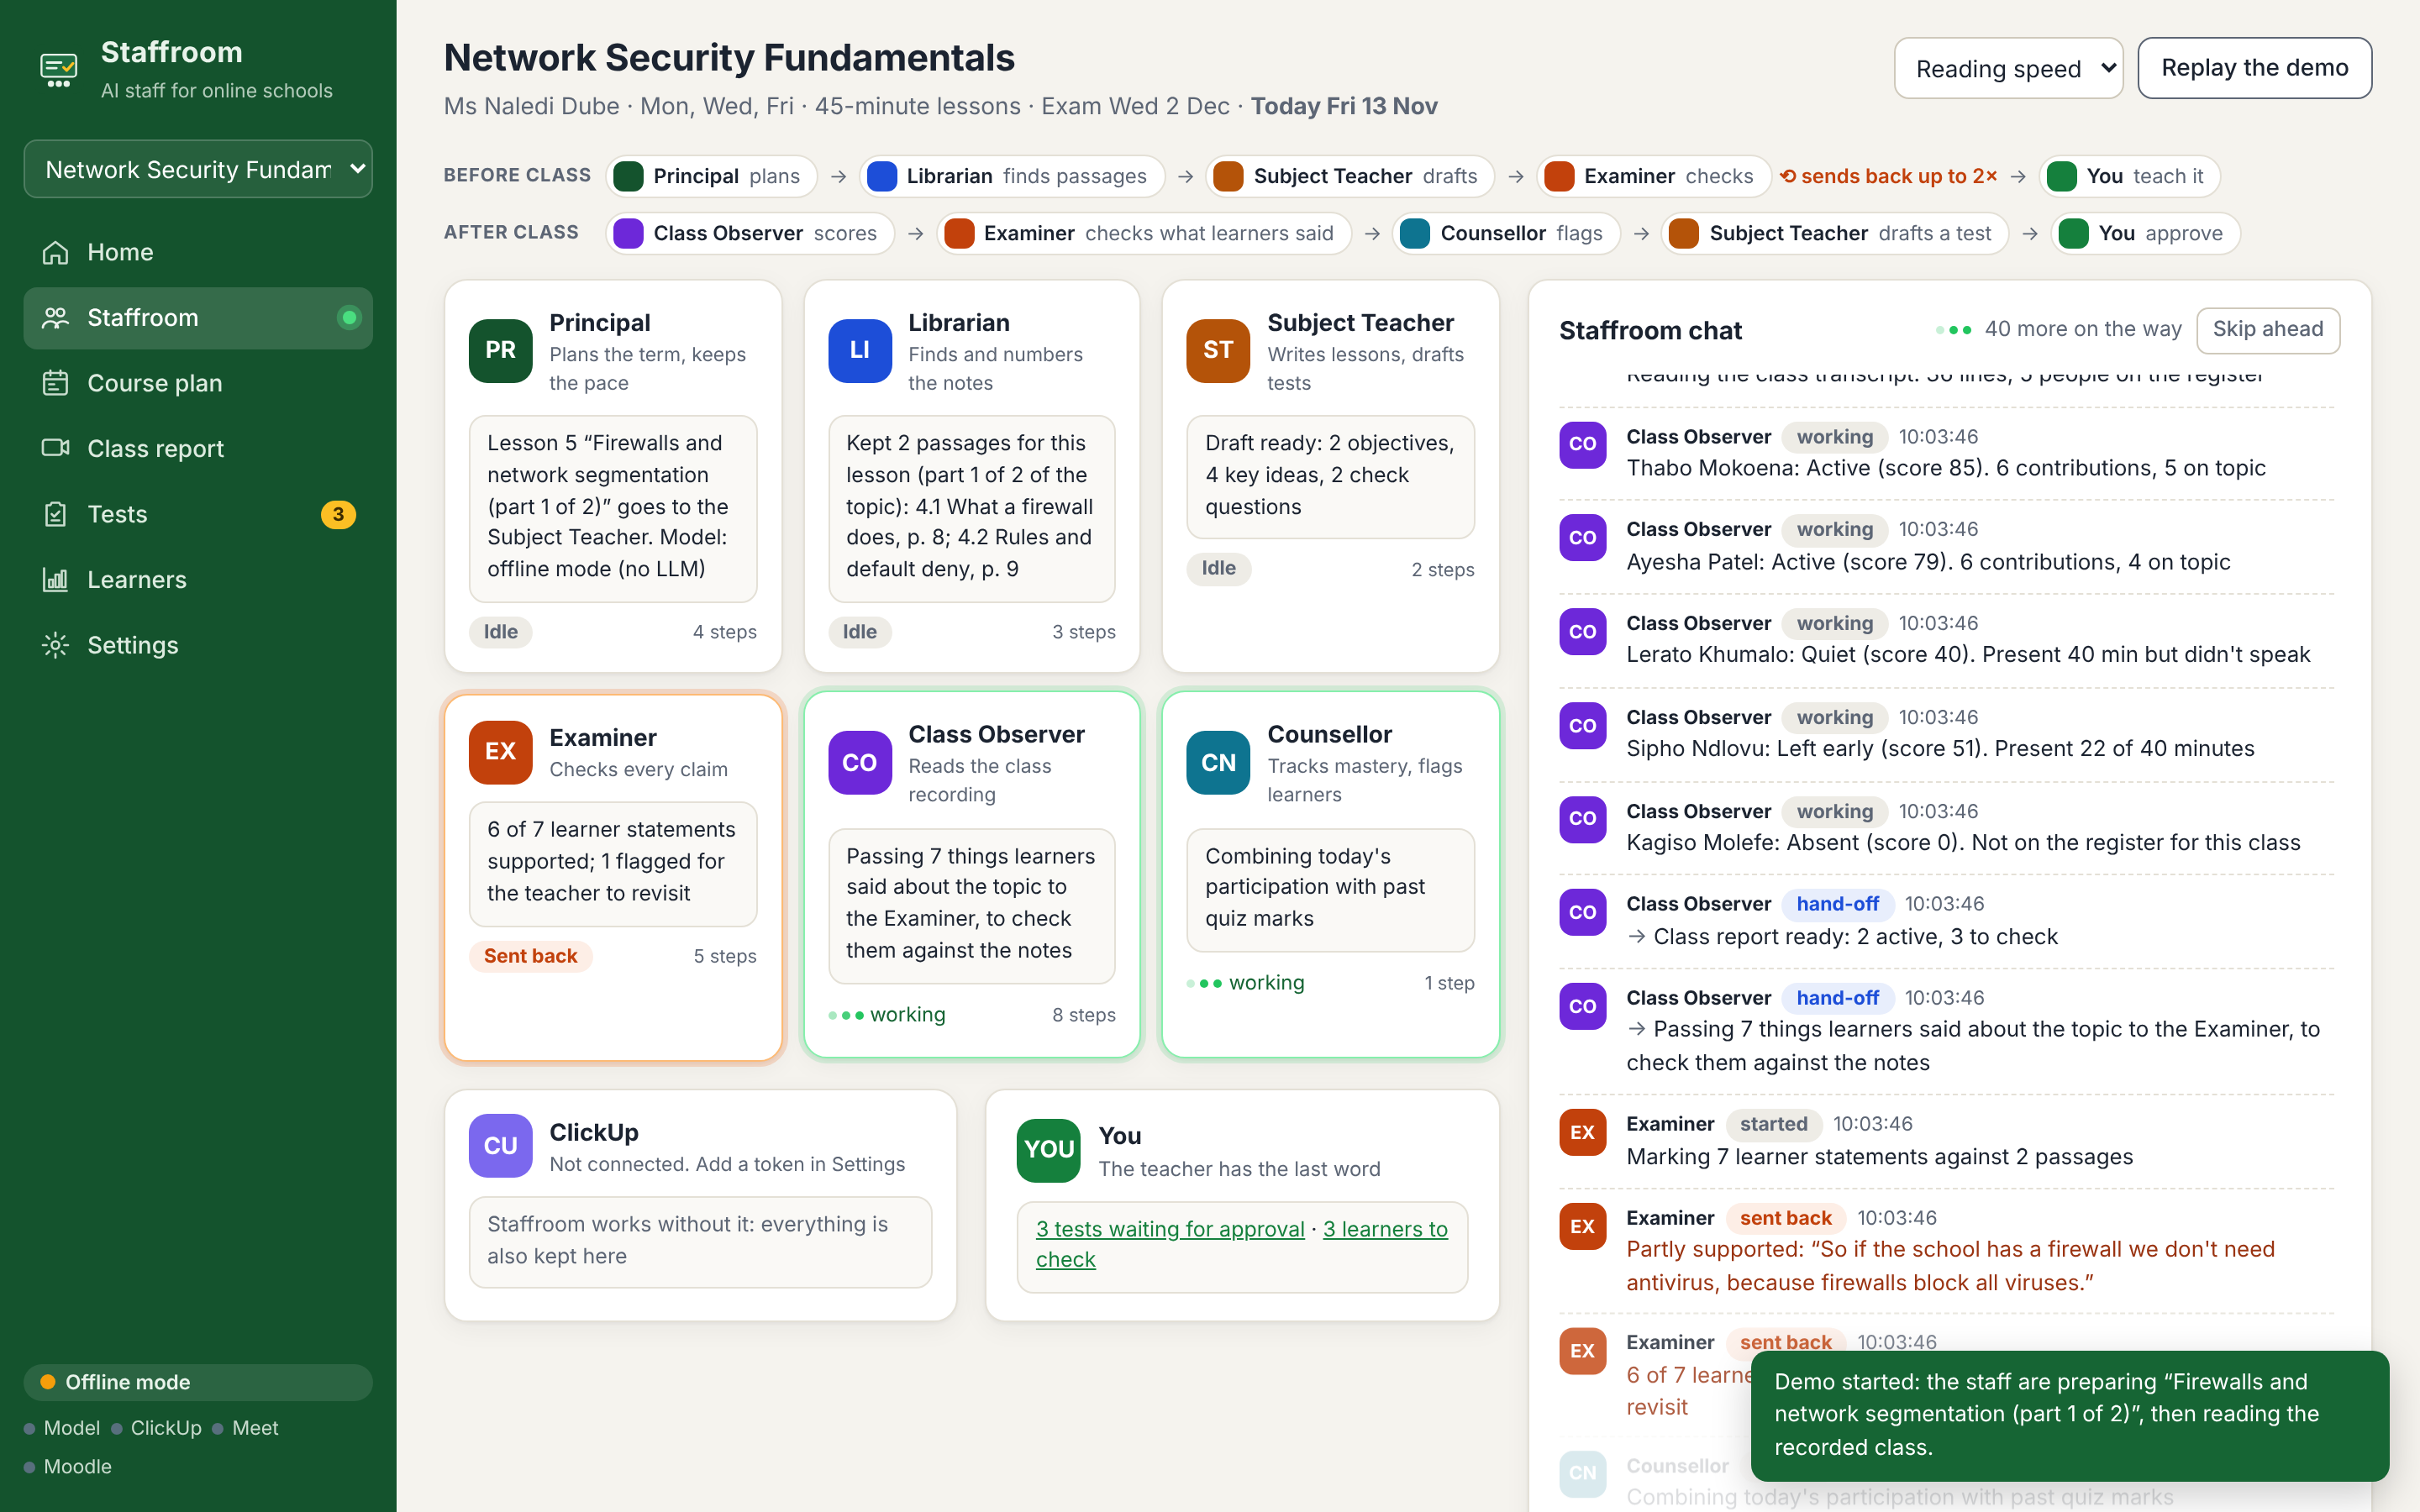 Staffroom
AI staff for online schools
Network Security Fundam
Home
Staffroom
Course plan
Class report
Tests 3
Learners
Settings
Offline mode
Model ClickUp Meet
Moodle
Network Security Fundamentals
Ms Naledi Dube · Mon, Wed, Fri · 45-minute lessons · Exam Wed 2 Dec · Today Fri 13 Nov
Reading speed
Replay the demo
BEFORE CLASS Principal plans → Librarian finds passages → Subject Teacher drafts → Examiner checks ⟲ sends back up to 2× → You teach it
AFTER CLASS Class Observer scores → Examiner checks what learners said → Counsellor flags → Subject Teacher drafts a test → You approve
PR
Principal
Plans the term, keeps
the pace
Lesson 5 “Firewalls and
network segmentation
(part 1 of 2)” goes to the
Subject Teacher. Model:
offline mode (no LLM)
Idle 4 steps
LI
Librarian
Finds and numbers
the notes
Kept 2 passages for this
lesson (part 1 of 2 of the
topic): 4.1 What a firewall
does, p. 8; 4.2 Rules and
default deny, p. 9
Idle 3 steps
ST
Subject Teacher
Writes lessons, drafts
tests
Draft ready: 2 objectives,
4 key ideas, 2 check
questions
Idle 2 steps
EX
Examiner
Checks every claim
6 of 7 learner statements
supported; 1 flagged for
the teacher to revisit
Sent back 5 steps
CO
Class Observer
Reads the class
recording
Passing 7 things learners
said about the topic to
the Examiner, to check
them against the notes
working 8 steps
CN
Counsellor
Tracks mastery, flags
learners
Combining today's
participation with past
quiz marks
working 1 step
CU
ClickUp
Not connected. Add a token in Settings
Staffroom works without it: everything is
also kept here
YOU
You
The teacher has the last word
3 tests waiting for approval · 3 learners to
check
Staffroom chat
40 more on the way
Skip ahead
Reading the class transcript: 36 lines, 5 people on the register
CO Class Observer working 10:03:46
Thabo Mokoena: Active (score 85). 6 contributions, 5 on topic
CO Class Observer working 10:03:46
Ayesha Patel: Active (score 79). 6 contributions, 4 on topic
CO Class Observer working 10:03:46
Lerato Khumalo: Quiet (score 40). Present 40 min but didn't speak
CO Class Observer working 10:03:46
Sipho Ndlovu: Left early (score 51). Present 22 of 40 minutes
CO Class Observer working 10:03:46
Kagiso Molefe: Absent (score 0). Not on the register for this class
CO Class Observer hand-off 10:03:46
→ Class report ready: 2 active, 3 to check
CO Class Observer hand-off 10:03:46
→ Passing 7 things learners said about the topic to the Examiner, to
check them against the notes
EX Examiner started 10:03:46
Marking 7 learner statements against 2 passages
EX Examiner sent back 10:03:46
Partly supported: “So if the school has a firewall we don't need
antivirus, because firewalls block all viruses.”
EX Examiner sent back 10:03:46
6 of 7 learne
revisit
CN Counsellor
Combining today's participation with past quiz marks
Demo started: the staff are preparing “Firewalls and
network segmentation (part 1 of 2)”, then reading the
recorded class.